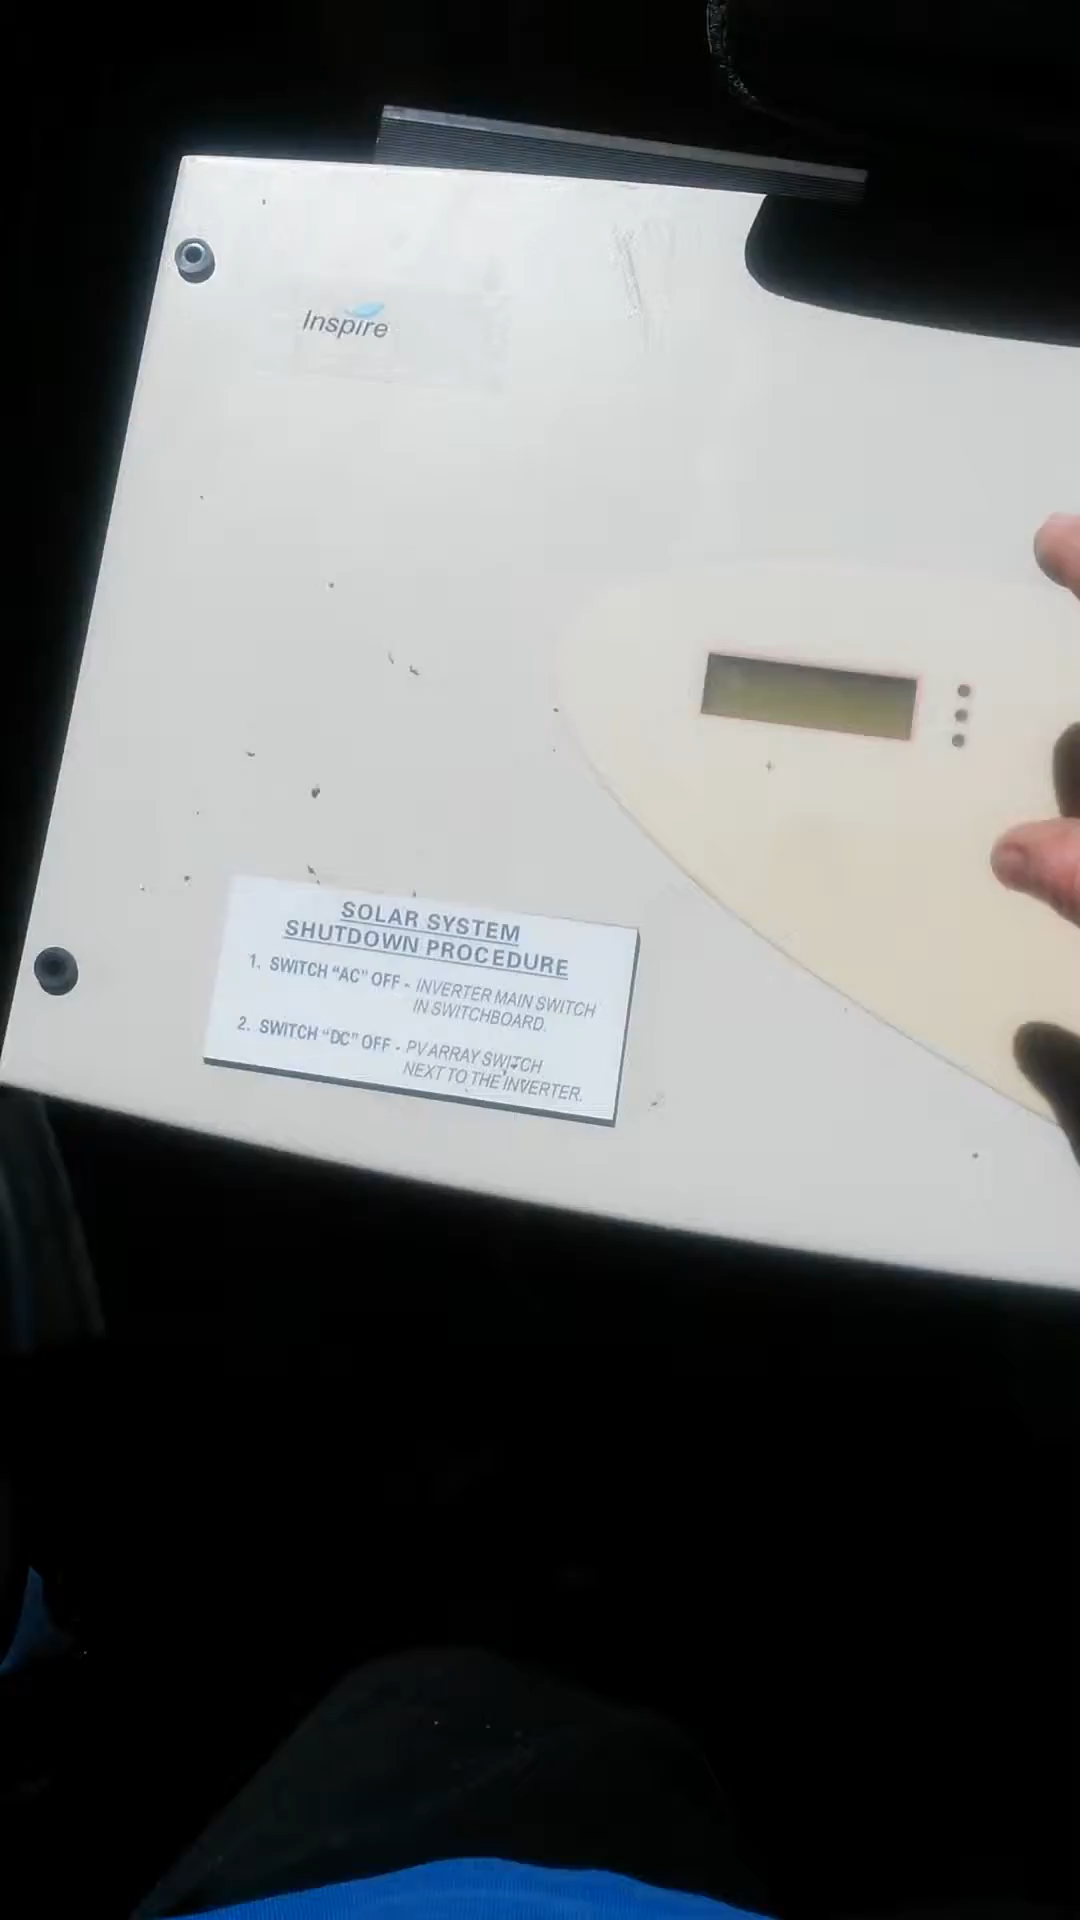 Inspire
SOLAR SYSTEM
SHUTDOWN PROCEDURE
1. SWITCH "AC" OFF - INVERTER MAIN SWITCH
IN SWITCHBOARD.
2. SWITCH "DC" OFF - PV ARRAY SWITCH
NEXT TO THE INVERTER.